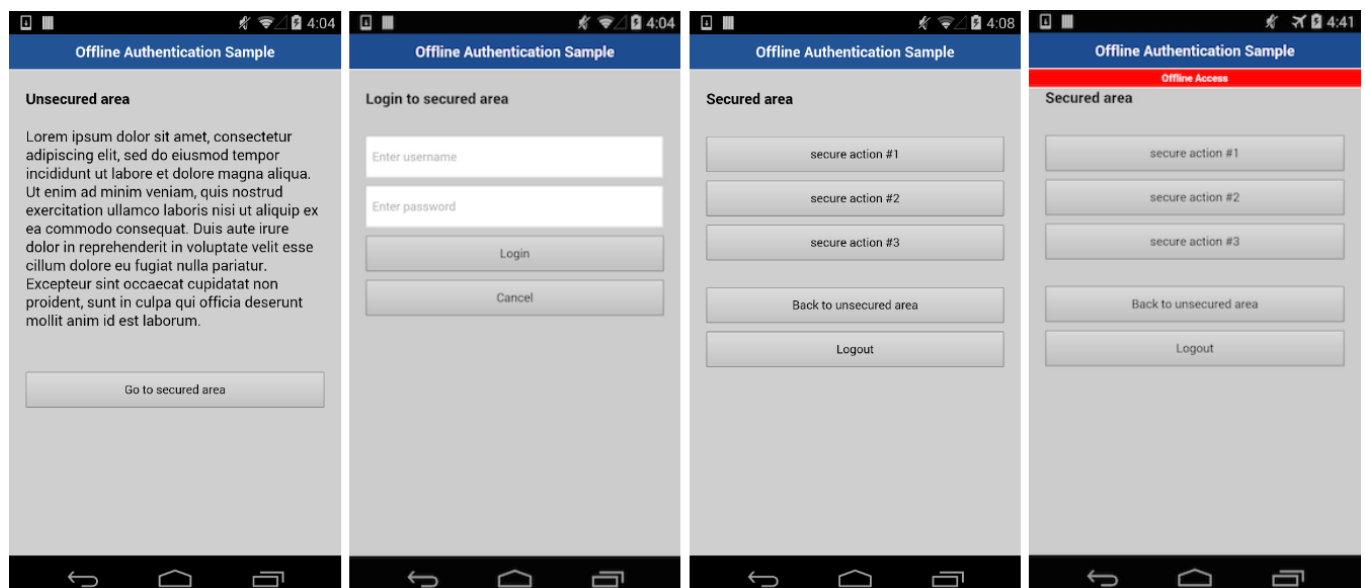 4:04
Offline Authentication Sample
Unsecured area
Lorem ipsum dolor sit amet, consectetur
adipiscing elit, sed do eiusmod tempor
incididunt ut labore et dolore magna aliqua.
Ut enim ad minim veniam, quis nostrud
exercitation ullamco laboris nisi ut aliquip ex
ea commodo consequat. Duis aute irure
dolor in reprehenderit in voluptate velit esse
cillum dolore eu fugiat nulla pariatur.
Excepteur sint occaecat cupidatat non
proident, sunt in culpa qui officia deserunt
mollit anim id est laborum.
Go to secured area
4:04
Offline Authentication Sample
Login to secured area
Enter username
Enter password
Login
Cancel
4:08
Offline Authentication Sample
Secured area
secure action #1
secure action #2
secure action #3
Back to unsecured area
Logout
4:41
Offline Authentication Sample
Offline Access
Secured area
secure action #1
secure action #2
secure action #3
Back to unsecured area
Logout